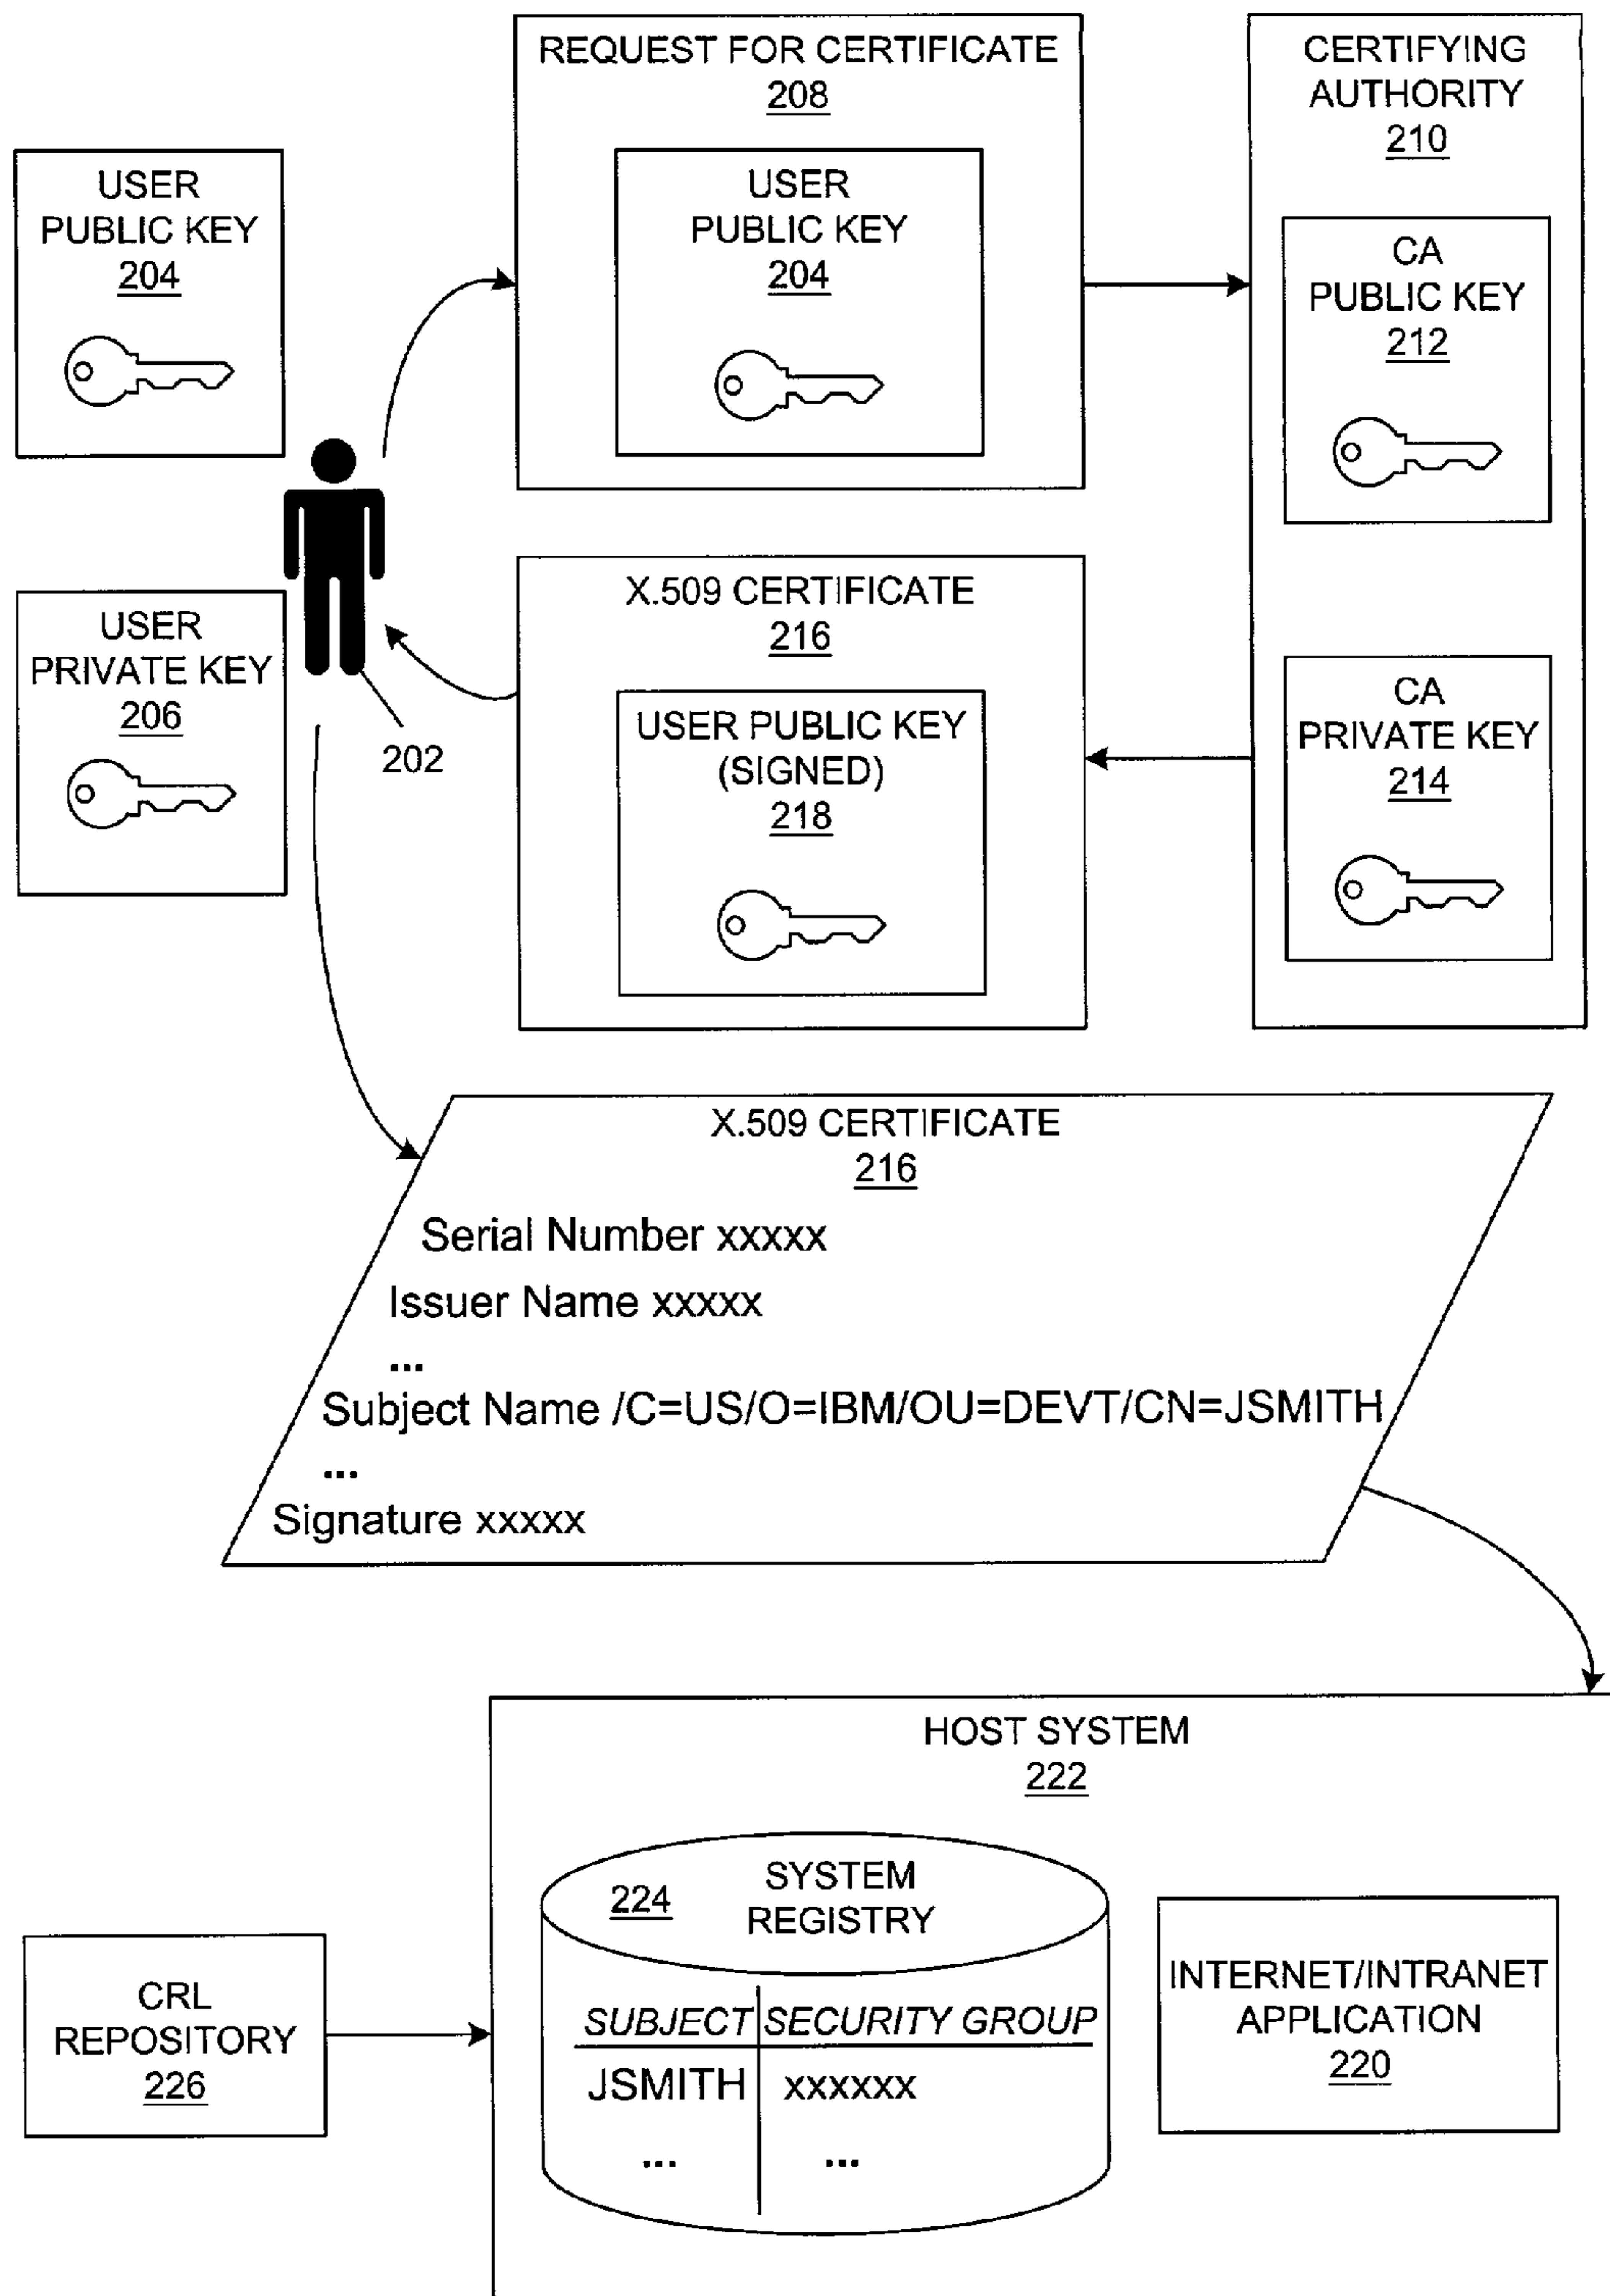 REQUEST FOR CERTIFICATE
208
USER
PUBLIC KEY
204
CERTIFYING
AUTHORITY
210
USER
PUBLIC KEY
204
CA
PUBLIC KEY
212
USER
PRIVATE KEY
206
202
X.509 CERTIFICATE
216
USER PUBLIC KEY
(SIGNED)
218
CA
PRIVATE KEY
214
X.509 CERTIFICATE
216
Serial Number xxxxx
Issuer Name xxxxx
...
Subject Name /C=US/O=IBM/OU=DEVT/CN=JSMITH
...
Signature xxxxx
HOST SYSTEM
222
224
SYSTEM
REGISTRY
SUBJECT SECURITY GROUP
JSMITH xxxxxx
... ...
INTERNET/INTRANET
APPLICATION
220
CRL
REPOSITORY
226